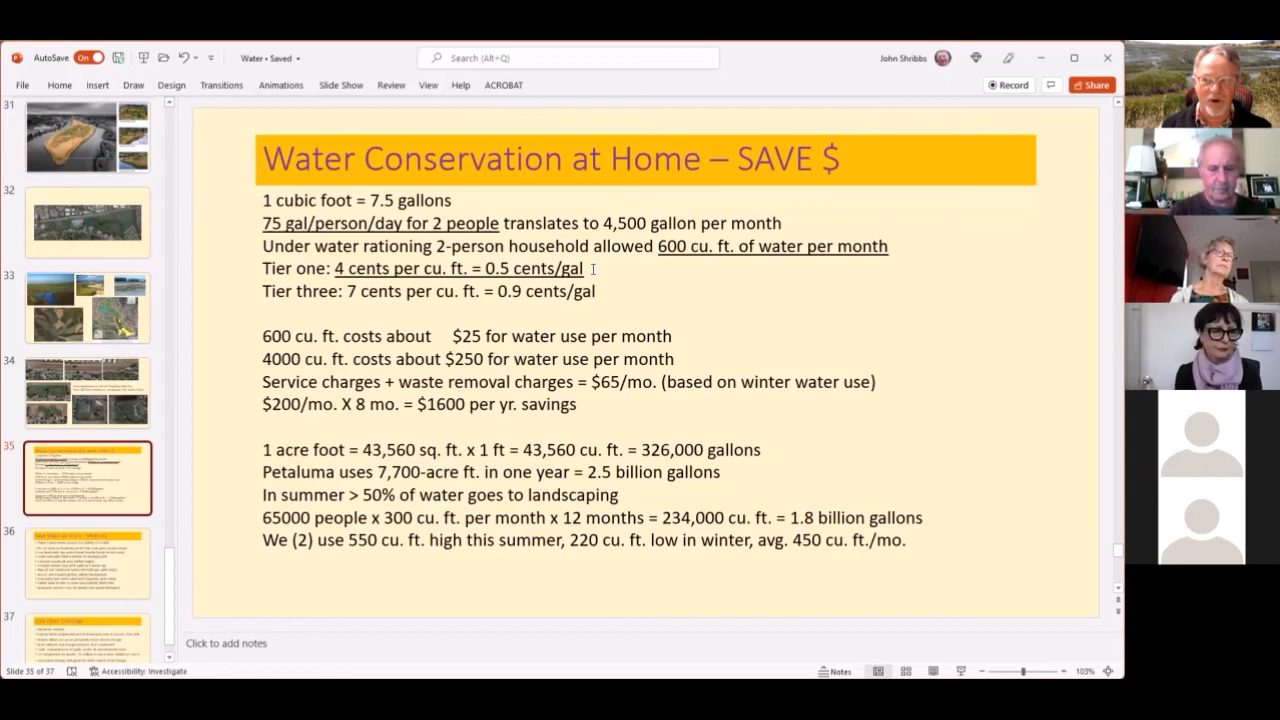 AutoSave
On
Water • Saved
Search (Alt+Q)
John Shribbs
File Home Insert Draw Design Transitions Animations Slide Show Review View Help ACROBAT
Record
Share
31
32
33
34
35
36
37
Water Conservation at Home – SAVE $
1 cubic foot = 7.5 gallons
75 gal/person/day for 2 people translates to 4,500 gallon per month
Under water rationing 2-person household allowed 600 cu. ft. of water per month
Tier one: 4 cents per cu. ft. = 0.5 cents/gal
Tier three: 7 cents per cu. ft. = 0.9 cents/gal
600 cu. ft. costs about $25 for water use per month
4000 cu. ft. costs about $250 for water use per month
Service charges + waste removal charges = $65/mo. (based on winter water use)
$200/mo. X 8 mo. = $1600 per yr. savings
1 acre foot = 43,560 sq. ft. x 1 ft = 43,560 cu. ft. = 326,000 gallons
Petaluma uses 7,700-acre ft. in one year = 2.5 billion gallons
In summer > 50% of water goes to landscaping
65000 people x 300 cu. ft. per month x 12 months = 234,000 cu. ft. = 1.8 billion gallons
We (2) use 550 cu. ft. high this summer, 220 cu. ft. low in winter, avg. 450 cu. ft./mo.
Click to add notes
Slide 35 of 37
Accessibility: Investigate
Notes
103%